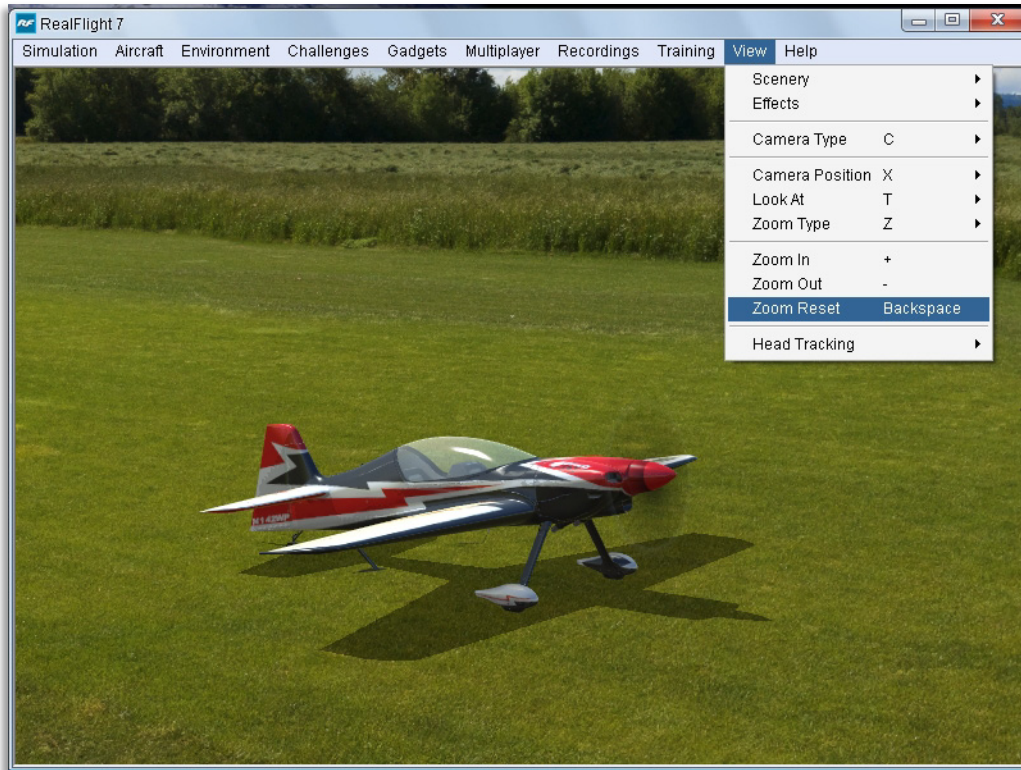 RF RealFlight 7
Simulation Aircraft Environment Challenges Gadgets Multiplayer Recordings Training View Help
Scenery
Effects
Camera Type C
Camera Position X
Look At T
Zoom Type Z
Zoom In +
Zoom Out -
Zoom Reset Backspace
Head Tracking